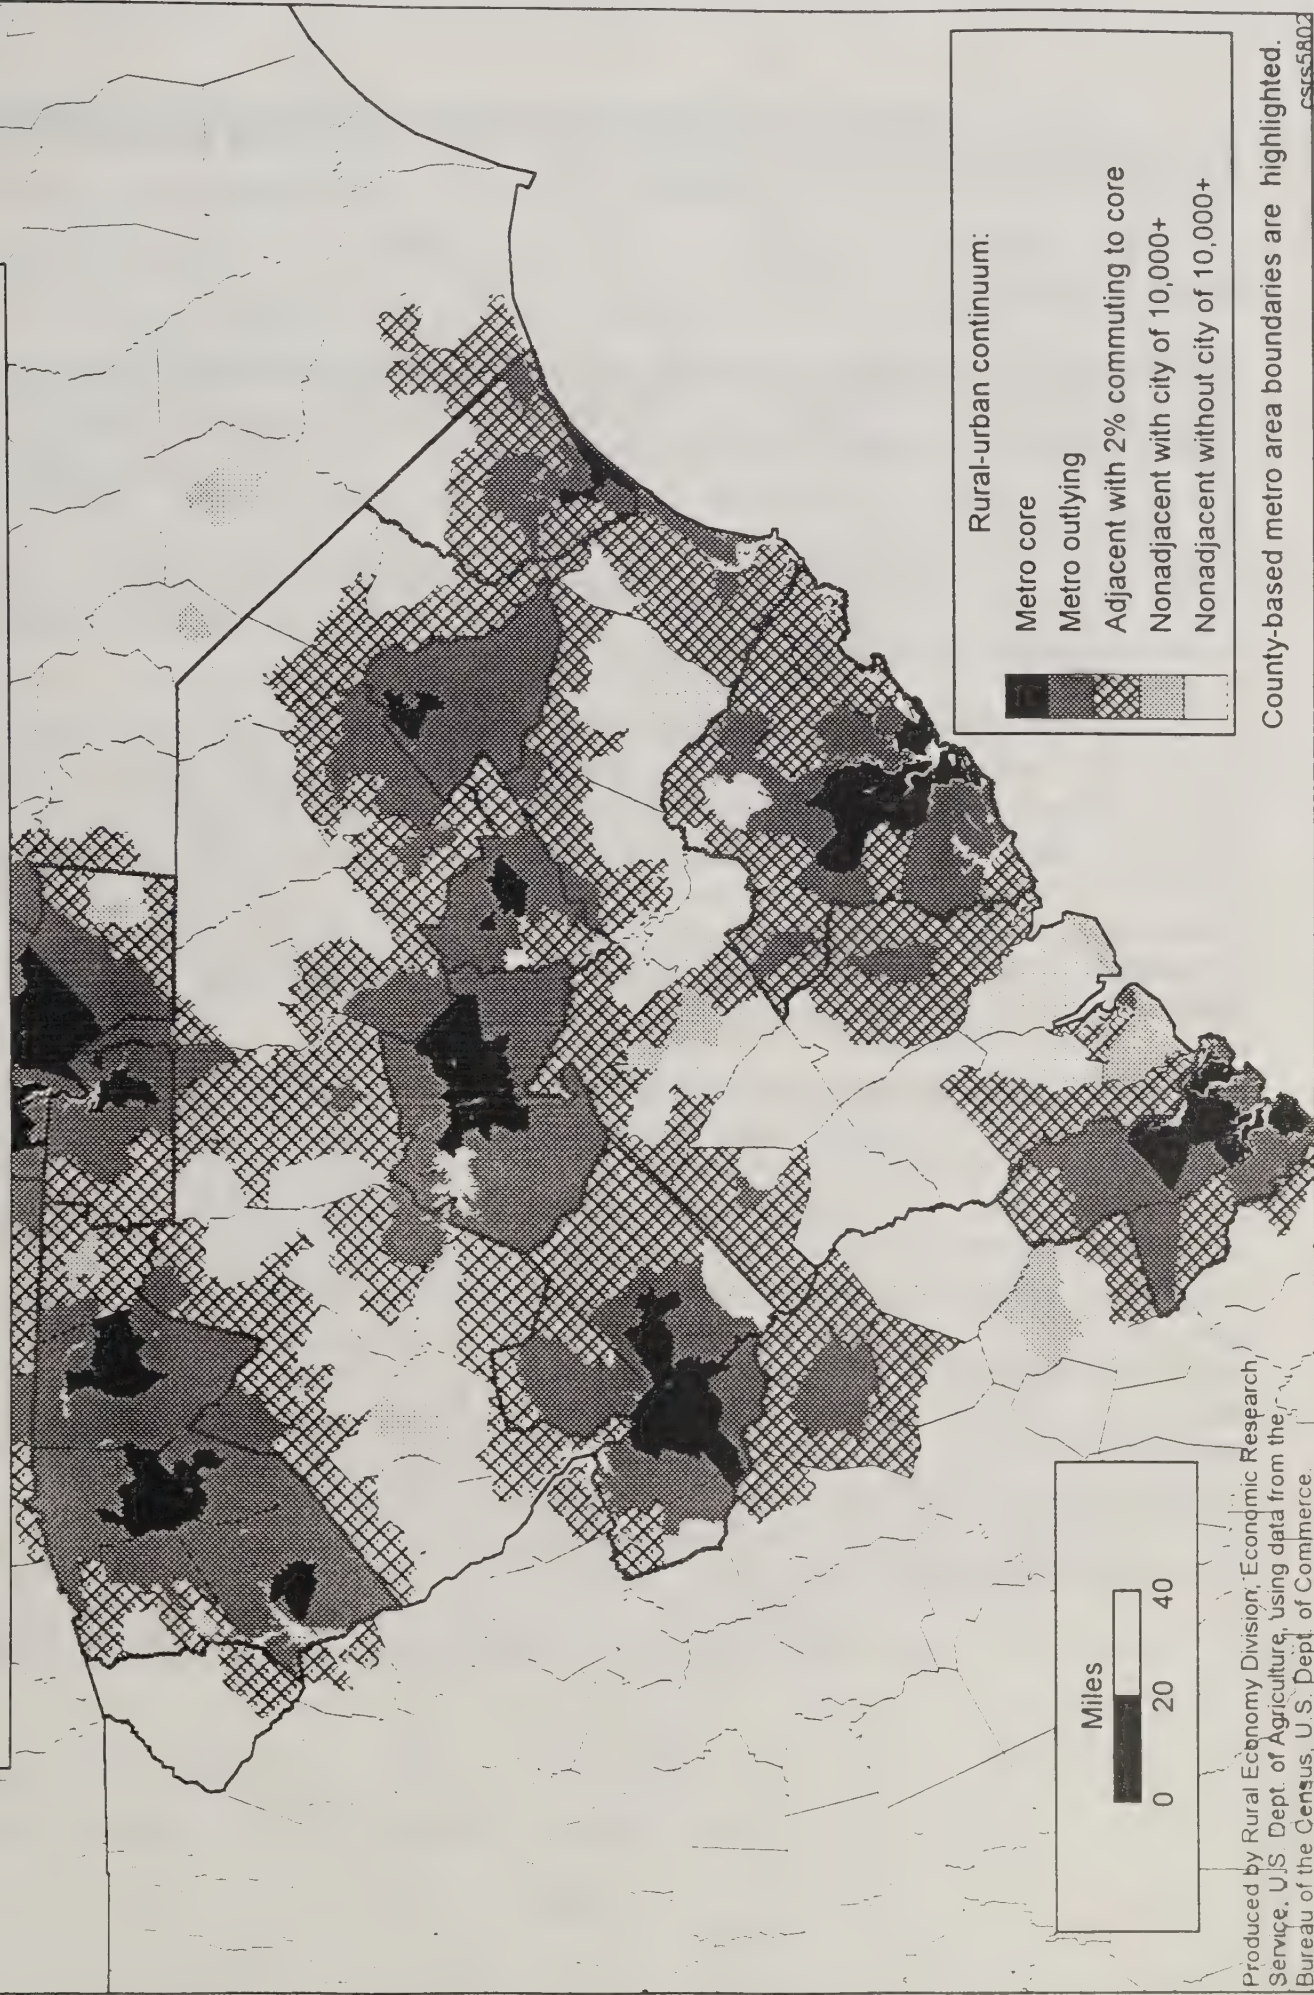 Rural-urban continuum:
Metro core
Metro outlying
Adjacent with 2% commuting to core
Nonadjacent with city of 10,000+
Nonadjacent without city of 10,000+
County-based metro area boundaries are highlighted.
csrs5802
Miles
0 20 40
Produced by Rural Economy Division, Economic Research
Service, U.S. Dept. of Agriculture, using data from the
Bureau of the Census, U.S. Dept. of Commerce.